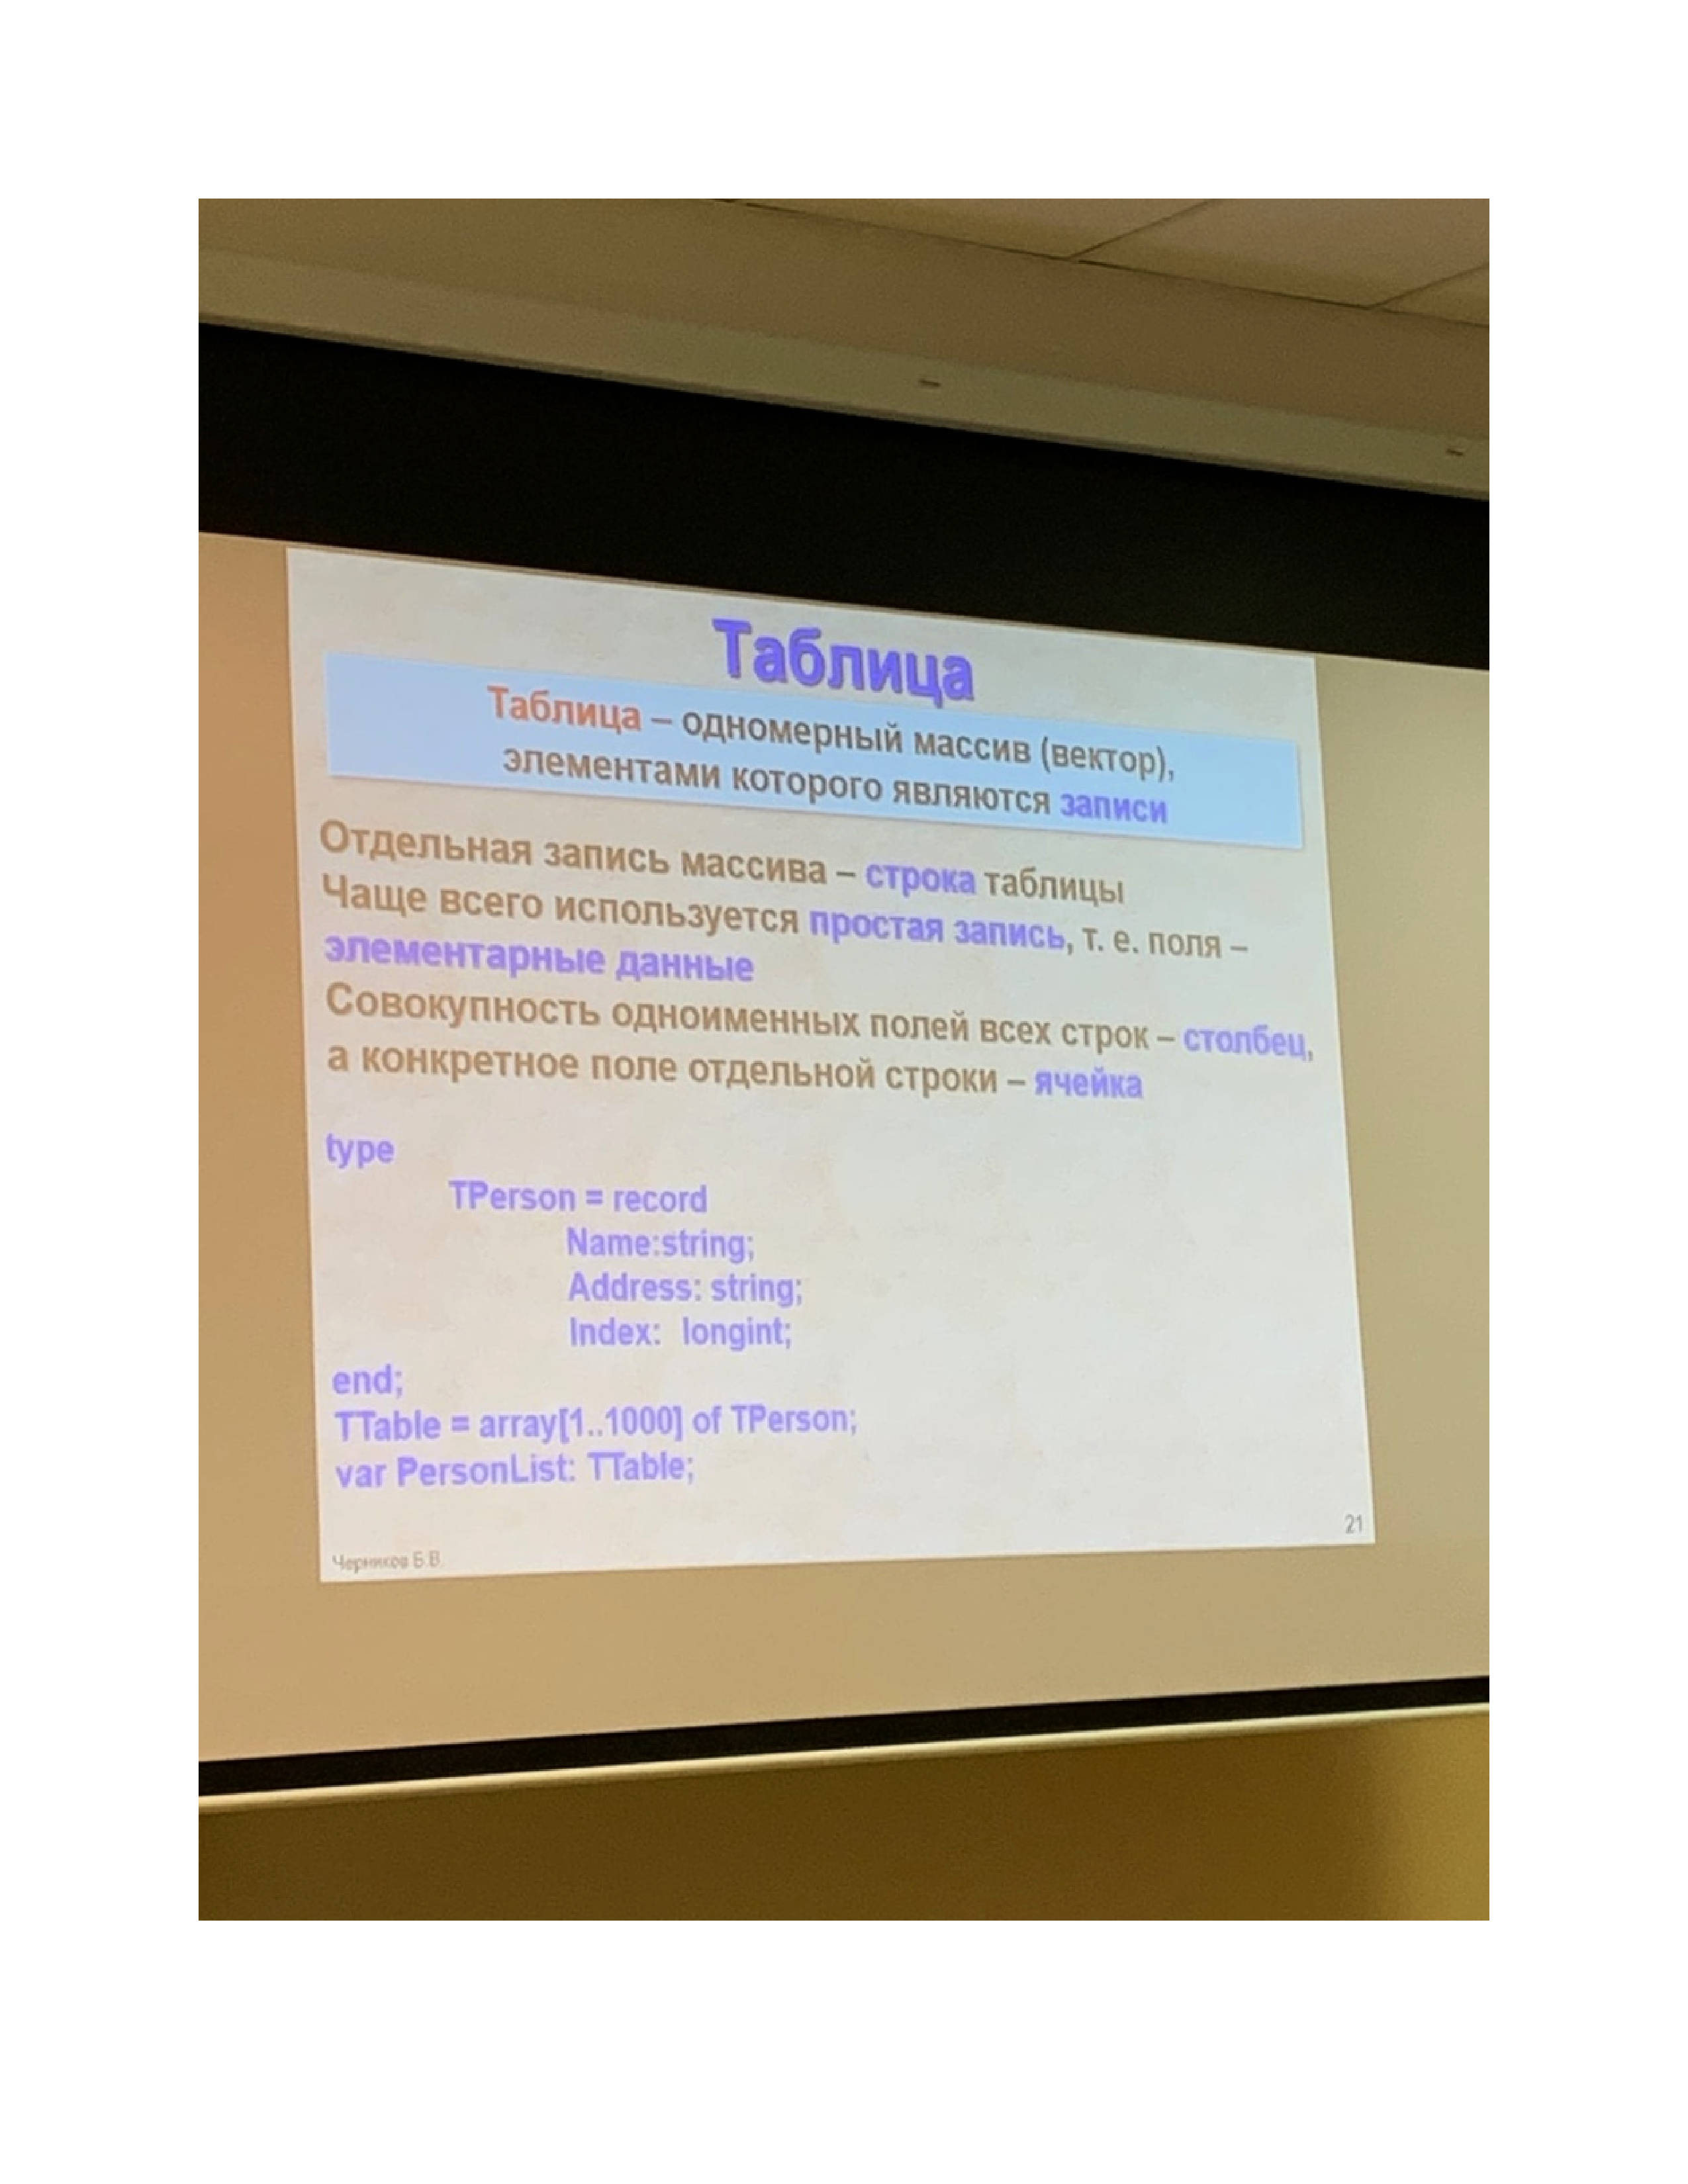 Таблица
Таблица – одномерный массив (вектор),
элементами которого являются записи
Отдельная запись массива – строка таблицы
Чаще всего используется простая запись, т. е. поля –
элементарные данные
Совокупность одноименных полей всех строк – столбец,
а конкретное поле отдельной строки – ячейка
type
TPerson = record
Name:string;
Address: string;
Index: longint;
end;
TTable = array[1..1000] of TPerson;
var PersonList: TTable;
21
Черников Б.В.